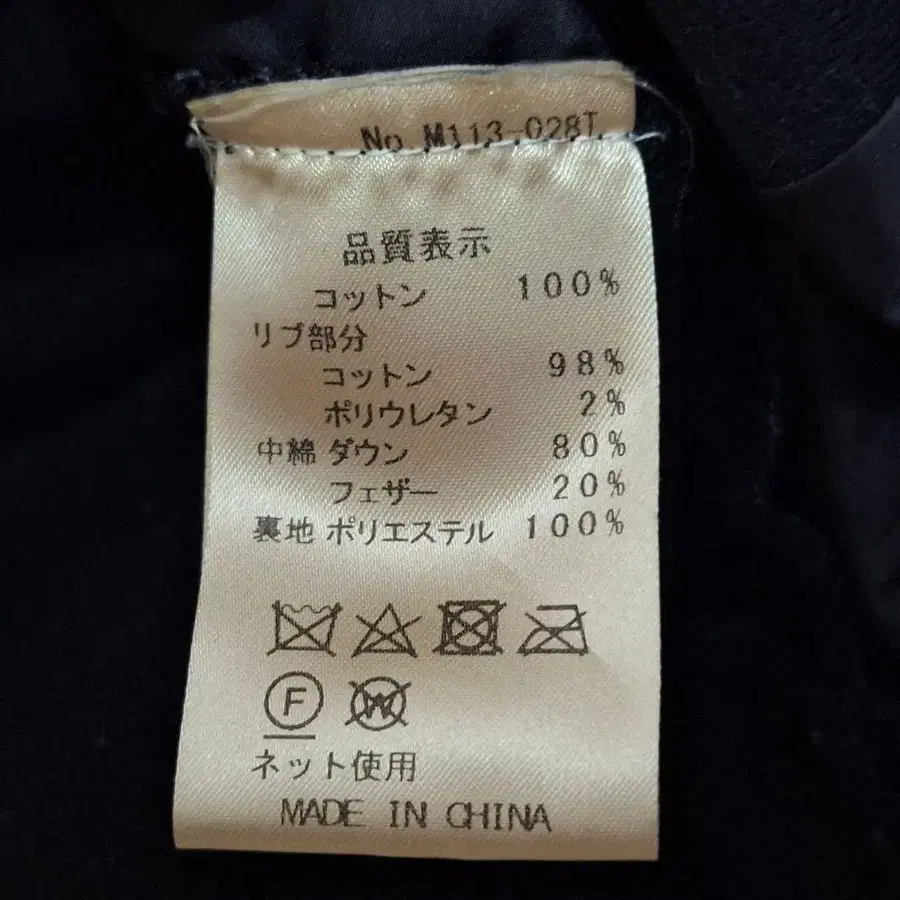 No M113-028T
品質表示
コットン 100%
リブ部分
コットン 98%
ポリウレタン 2%
中綿 ダウン 80%
フェザー 20%
裏地 ポリエステル 100%
F W
ネット使用
MADE IN CHINA